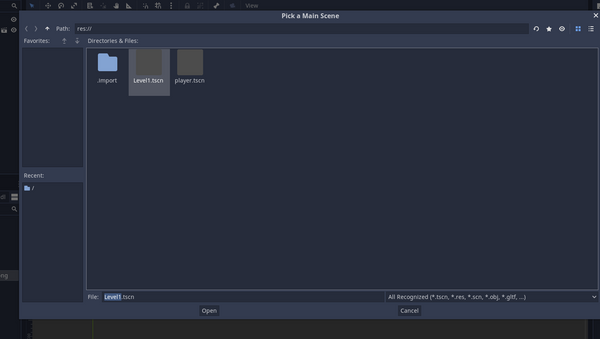 View
Pick a Main Scene
Path: res://
Favorites:
Directories & Files:
.import
Level1.tscn
player.tscn
Recent:
/
ng
File: Level1.tscn
All Recognized (*.tscn, *.res, *.scn, *.obj, *.gltf, ...)
Open
Cancel